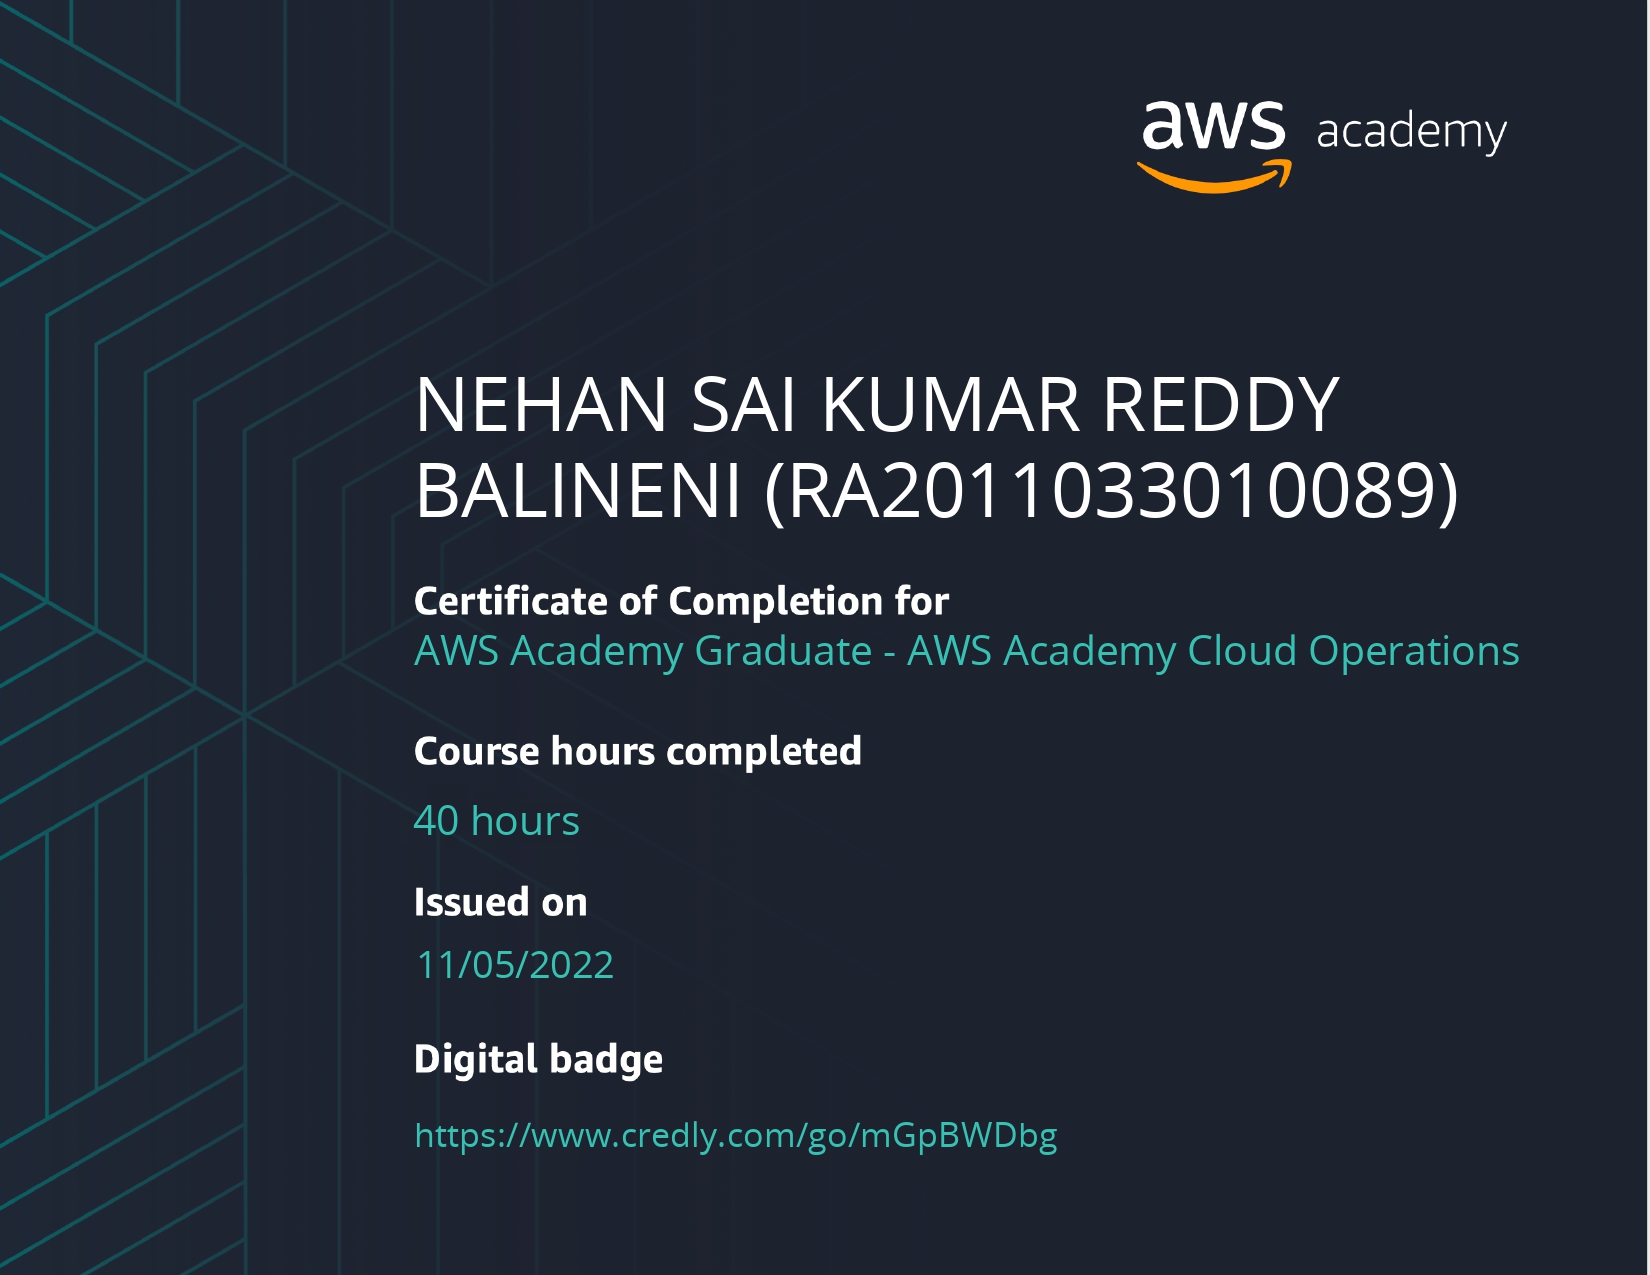 aws academy
NEHAN SAI KUMAR REDDY
BALINENI (RA2011033010089)
Certificate of Completion for
AWS Academy Graduate - AWS Academy Cloud Operations
Course hours completed
40 hours
Issued on
11/05/2022
Digital badge
https://www.credly.com/go/mGpBWDbg